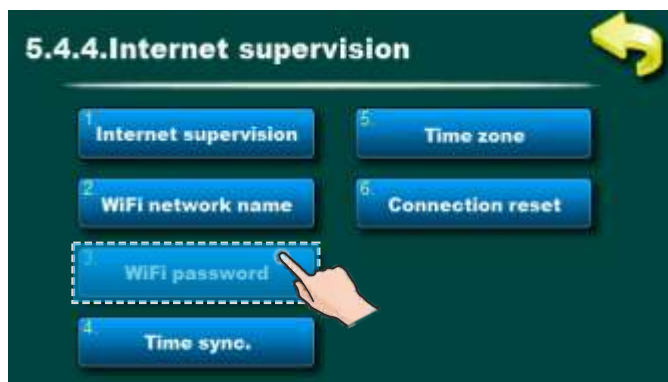 5.4.4.Internet supervision
1. Internet supervision
2. WiFi network name
3. WiFi password
4. Time sync.
5. Time zone
6. Connection reset